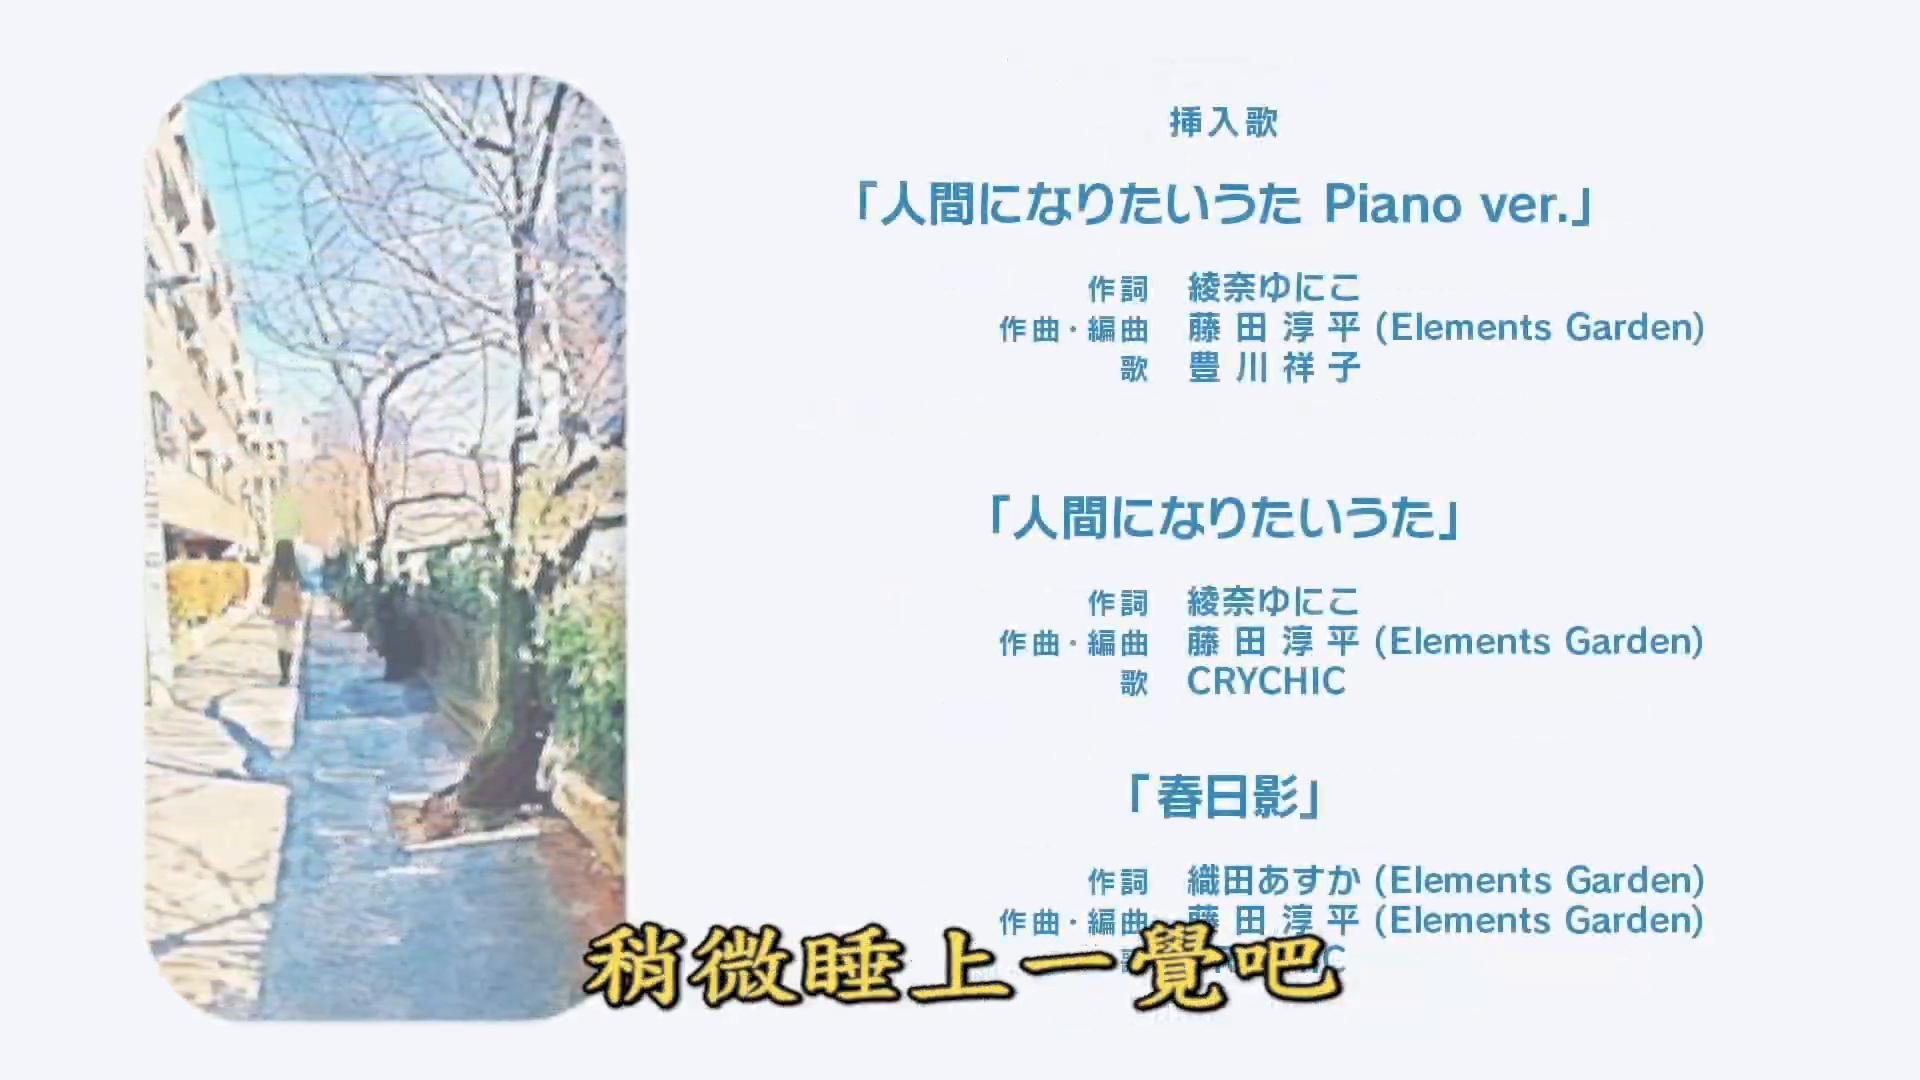 挿入歌
「人間になりたいうた Piano ver.」
作詞 綾奈ゆにこ
作曲・編曲 藤田淳平 (Elements Garden)
歌 豊川祥子
「人間になりたいうた」
作詞 綾奈ゆにこ
作曲・編曲 藤田淳平 (Elements Garden)
歌 CRYCHIC
「春日影」
作詞 織田あすか (Elements Garden)
作曲・編曲 藤田淳平 (Elements Garden)
稍微睡上一覺吧